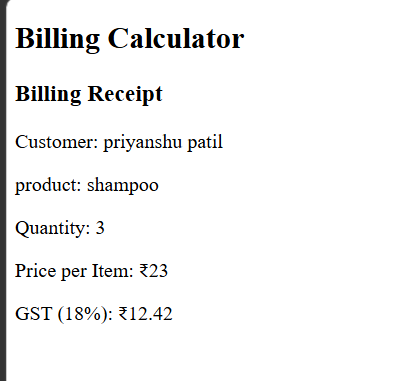 Billing Calculator
Billing Receipt
Customer: priyanshu patil
product: shampoo
Quantity: 3
Price per Item: ₹23
GST (18%): ₹12.42